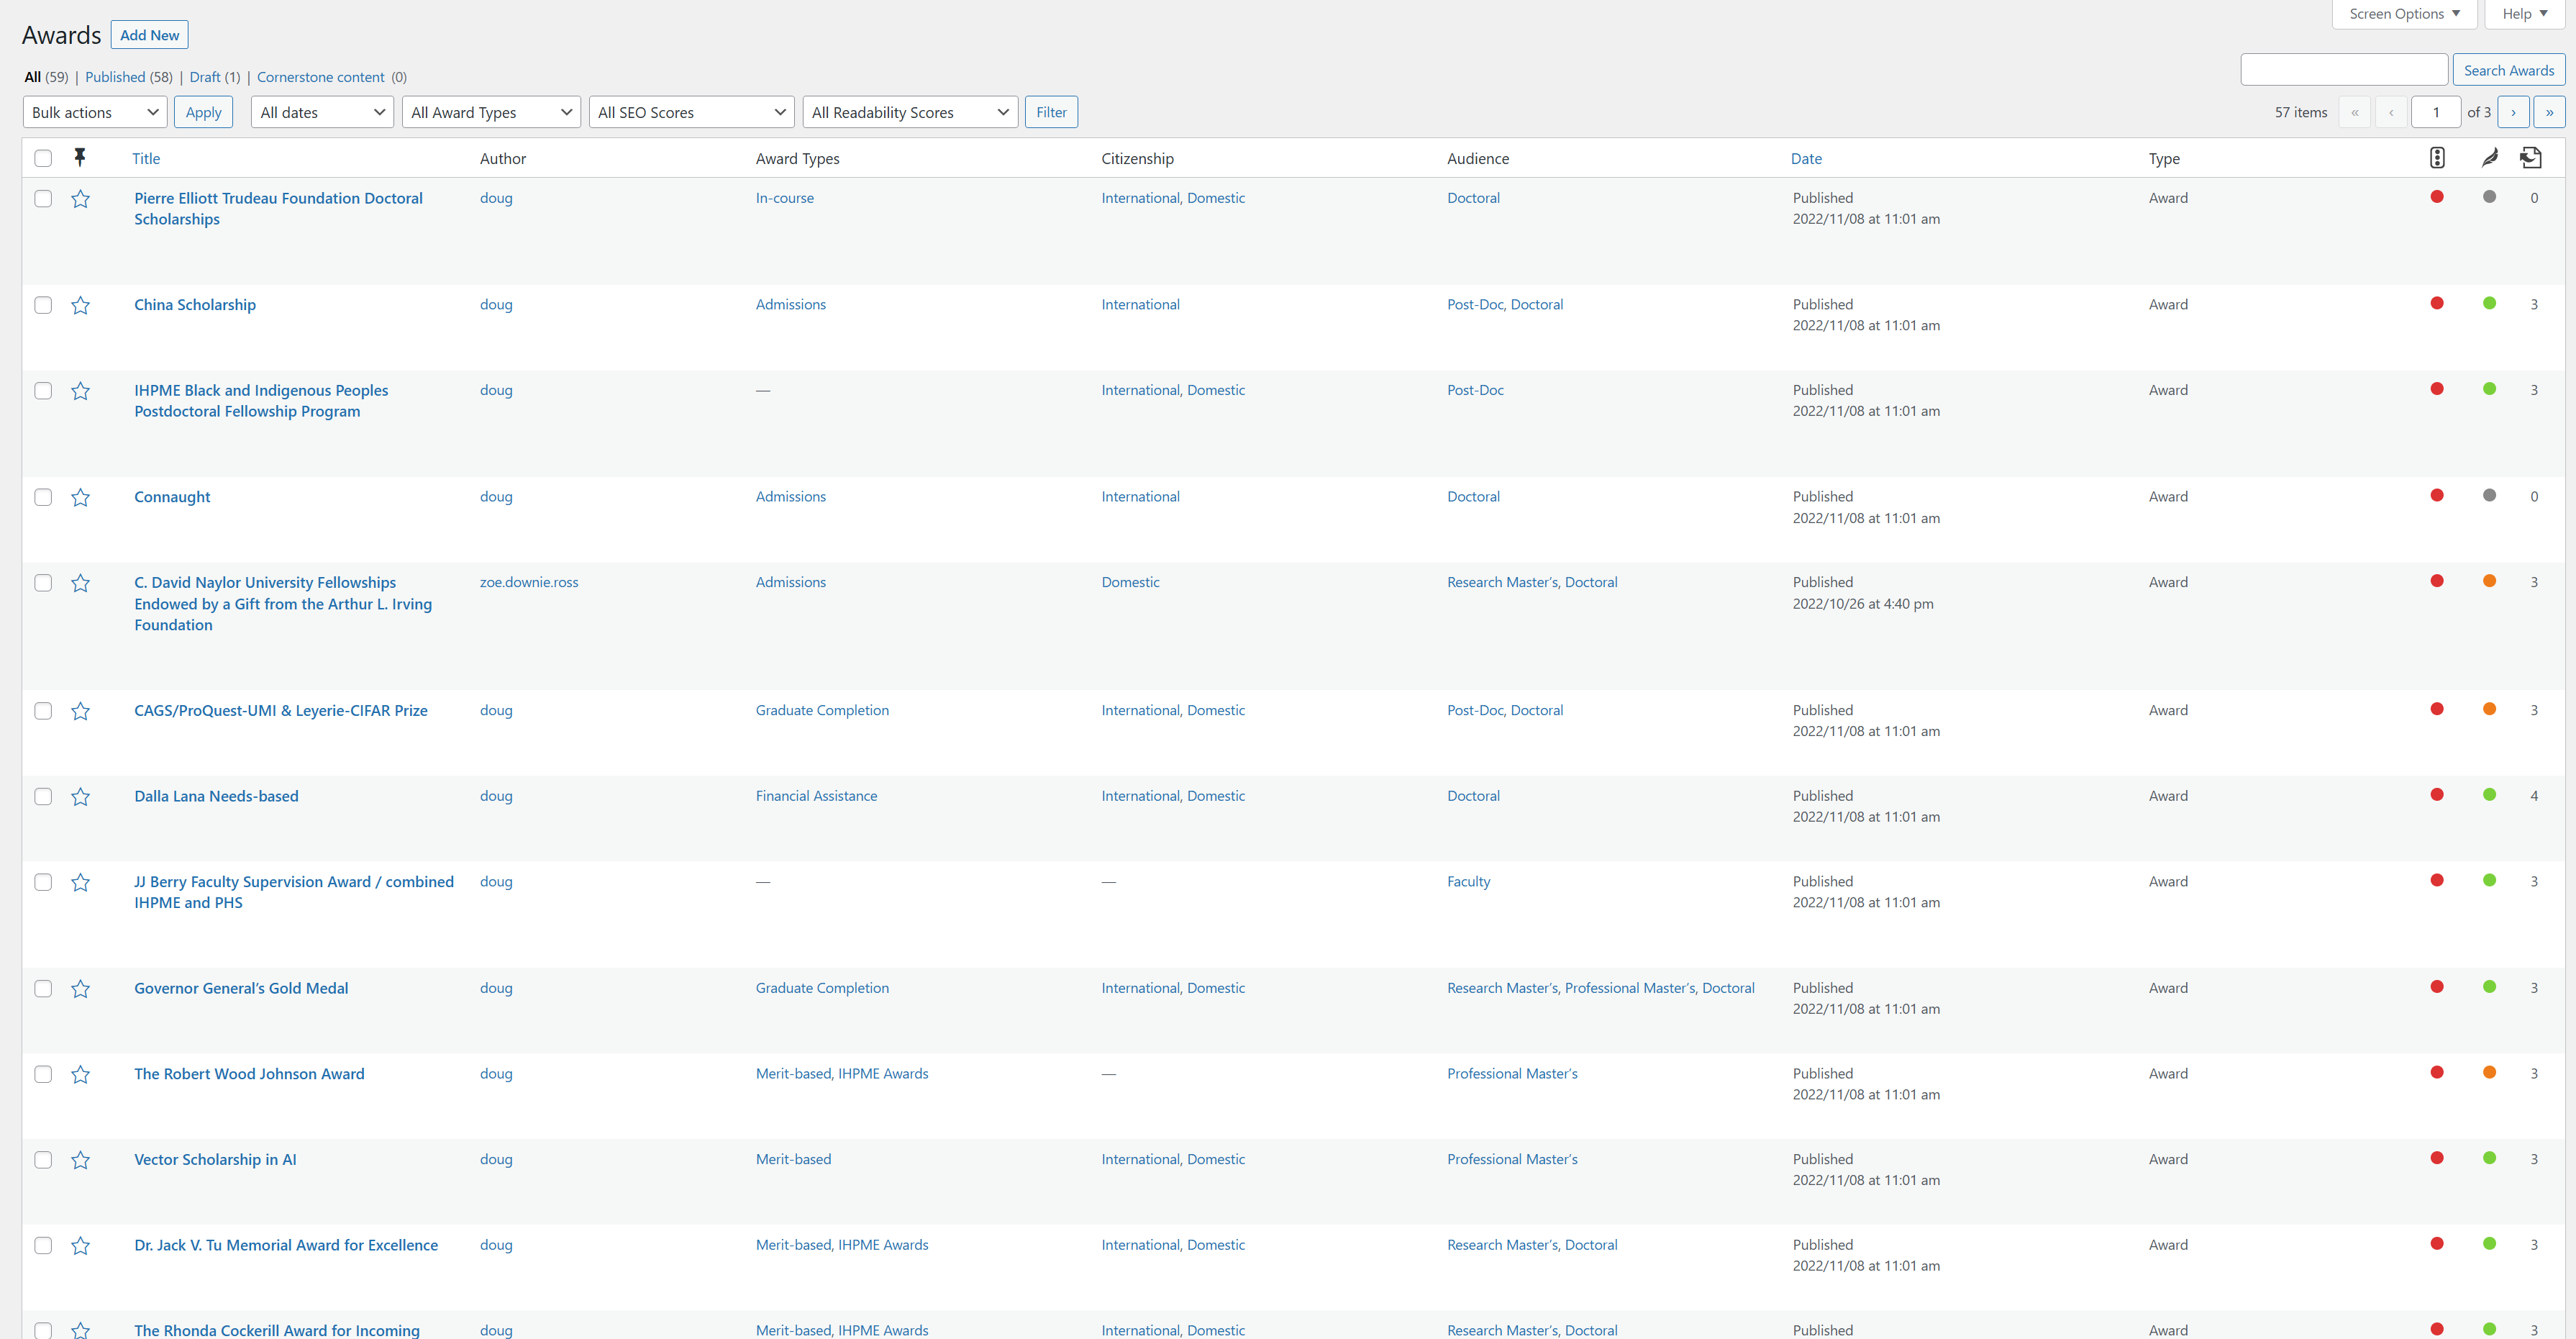 Screen Options ▼ Help ▼
Awards Add New
All (59) | Published (58) | Draft (1) | Cornerstone content (0)
Search Awards
Bulk actions Apply All dates All Award Types All SEO Scores All Readability Scores Filter 57 items « ‹ 1 of 3 › »
Title Author Award Types Citizenship Audience Date Type
Pierre Elliott Trudeau Foundation Doctoral doug In-course International, Domestic Doctoral Published Award 0
Scholarships 2022/11/08 at 11:01 am
China Scholarship doug Admissions International Post-Doc, Doctoral Published Award 3
2022/11/08 at 11:01 am
IHPME Black and Indigenous Peoples doug — International, Domestic Post-Doc Published Award 3
Postdoctoral Fellowship Program 2022/11/08 at 11:01 am
Connaught doug Admissions International Doctoral Published Award 0
2022/11/08 at 11:01 am
C. David Naylor University Fellowships zoe.downie.ross Admissions Domestic Research Master's, Doctoral Published Award 3
Endowed by a Gift from the Arthur L. Irving 2022/10/26 at 4:40 pm
Foundation
CAGS/ProQuest-UMI & Leyerie-CIFAR Prize doug Graduate Completion International, Domestic Post-Doc, Doctoral Published Award 3
2022/11/08 at 11:01 am
Dalla Lana Needs-based doug Financial Assistance International, Domestic Doctoral Published Award 4
2022/11/08 at 11:01 am
JJ Berry Faculty Supervision Award / combined doug — — Faculty Published Award 3
IHPME and PHS 2022/11/08 at 11:01 am
Governor General's Gold Medal doug Graduate Completion International, Domestic Research Master's, Professional Master's, Doctoral Published Award 3
2022/11/08 at 11:01 am
The Robert Wood Johnson Award doug Merit-based, IHPME Awards — Professional Master's Published Award 3
2022/11/08 at 11:01 am
Vector Scholarship in AI doug Merit-based International, Domestic Professional Master's Published Award 3
2022/11/08 at 11:01 am
Dr. Jack V. Tu Memorial Award for Excellence doug Merit-based, IHPME Awards International, Domestic Research Master's, Doctoral Published Award 3
2022/11/08 at 11:01 am
The Rhonda Cockerill Award for Incoming doug Merit-based, IHPME Awards International, Domestic Research Master's, Doctoral Published Award 3